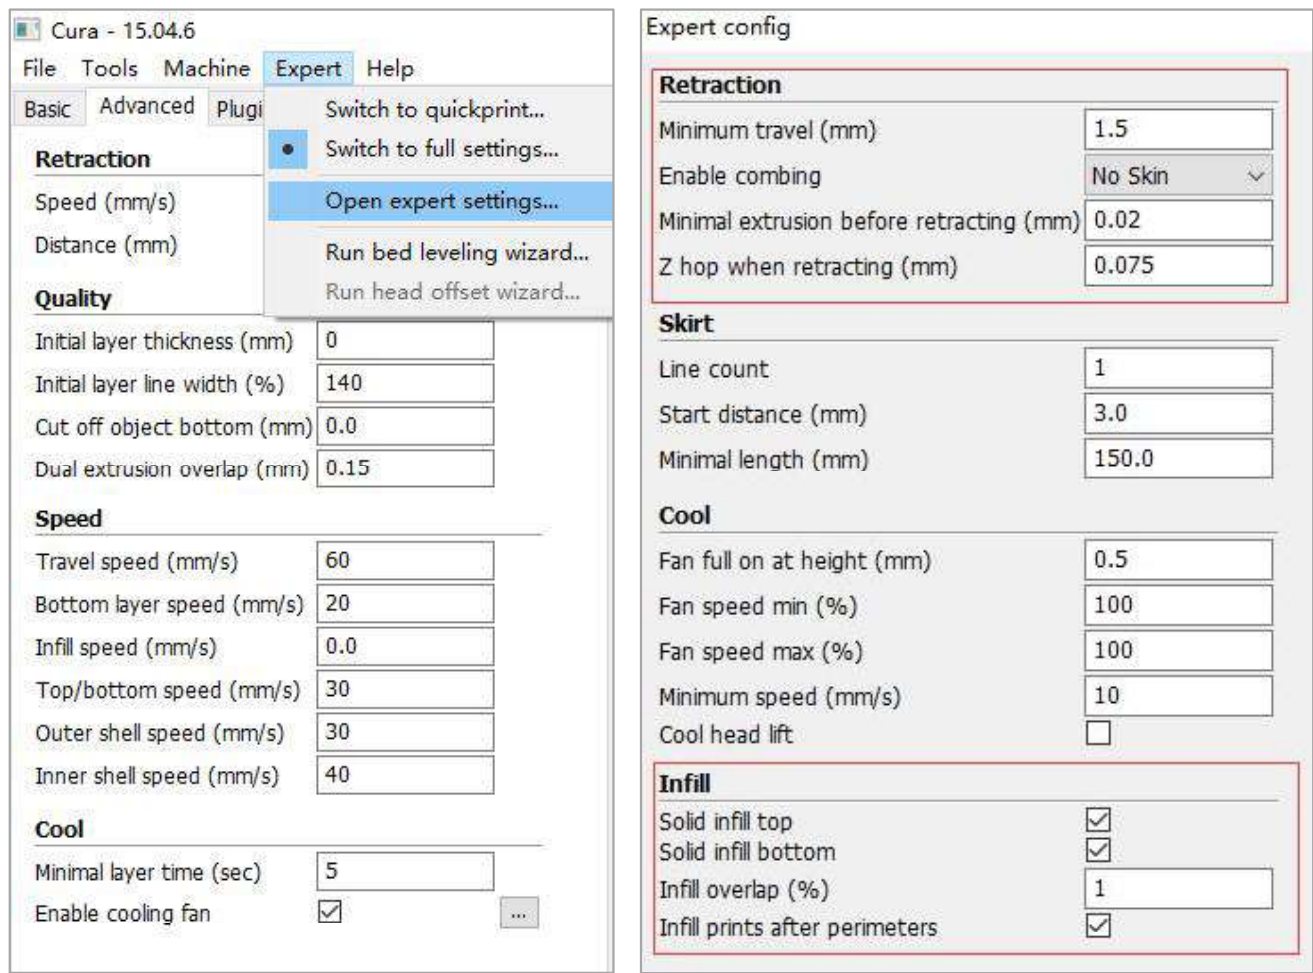 Cura - 15.04.6
File Tools Machine Expert Help
Basic Advanced Plugi
Switch to quickprint...
Switch to full settings...
Open expert settings...
Run bed leveling wizard...
Run head offset wizard...
Retraction
Speed (mm/s)
Distance (mm)
Quality
Initial layer thickness (mm) 0
Initial layer line width (%) 140
Cut off object bottom (mm) 0.0
Dual extrusion overlap (mm) 0.15
Speed
Travel speed (mm/s) 60
Bottom layer speed (mm/s) 20
Infill speed (mm/s) 0.0
Top/bottom speed (mm/s) 30
Outer shell speed (mm/s) 30
Inner shell speed (mm/s) 40
Cool
Minimal layer time (sec) 5
Enable cooling fan ...
Expert config
Retraction
Minimum travel (mm) 1.5
Enable combing No Skin
Minimal extrusion before retracting (mm) 0.02
Z hop when retracting (mm) 0.075
Skirt
Line count 1
Start distance (mm) 3.0
Minimal length (mm) 150.0
Cool
Fan full on at height (mm) 0.5
Fan speed min (%) 100
Fan speed max (%) 100
Minimum speed (mm/s) 10
Cool head lift
Infill
Solid infill top
Solid infill bottom
Infill overlap (%) 1
Infill prints after perimeters